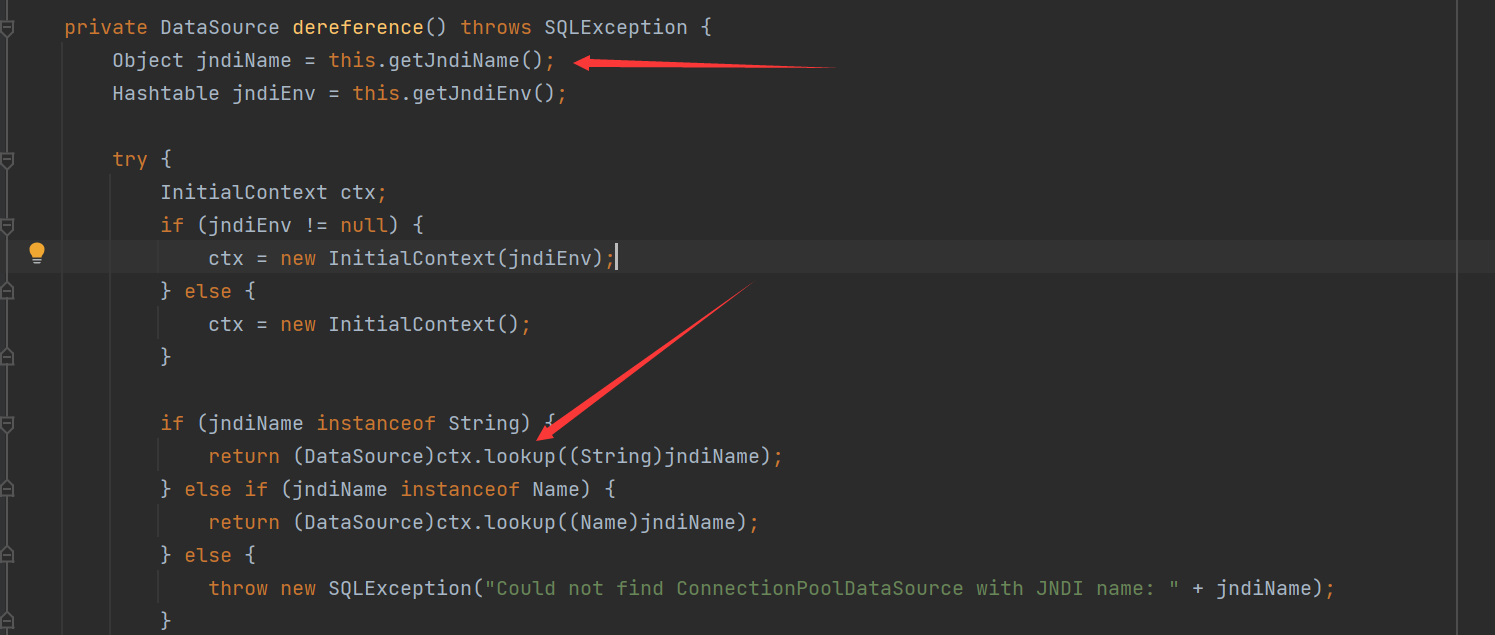 private DataSource dereference() throws SQLException {
Object jndiName = this.getJndiName();
Hashtable jndiEnv = this.getJndiEnv();
try {
InitialContext ctx;
if (jndiEnv != null) {
ctx = new InitialContext(jndiEnv);
} else {
ctx = new InitialContext();
}
if (jndiName instanceof String) {
return (DataSource)ctx.lookup((String)jndiName);
} else if (jndiName instanceof Name) {
return (DataSource)ctx.lookup((Name)jndiName);
} else {
throw new SQLException("Could not find ConnectionPoolDataSource with JNDI name: " + jndiName);
}